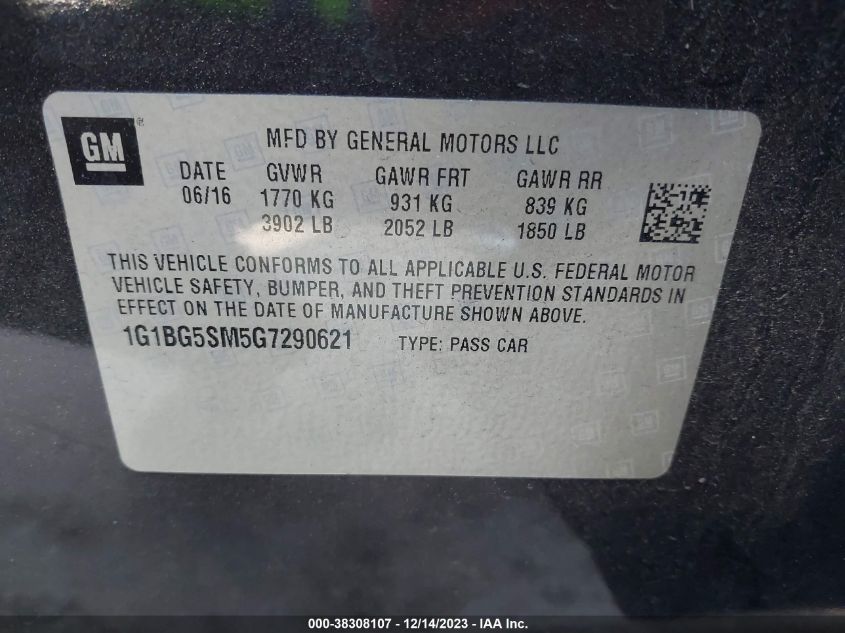 GM ®
MFD BY GENERAL MOTORS LLC
DATE GVWR GAWR FRT GAWR RR
06/16 1770 KG 931 KG 839 KG
3902 LB 2052 LB 1850 LB
THIS VEHICLE CONFORMS TO ALL APPLICABLE U.S. FEDERAL MOTOR
VEHICLE SAFETY, BUMPER, AND THEFT PREVENTION STANDARDS IN
EFFECT ON THE DATE OF MANUFACTURE SHOWN ABOVE.
1G1BG5SM5G7290621 TYPE: PASS CAR
000-38308107 - 12/14/2023 - IAA Inc.